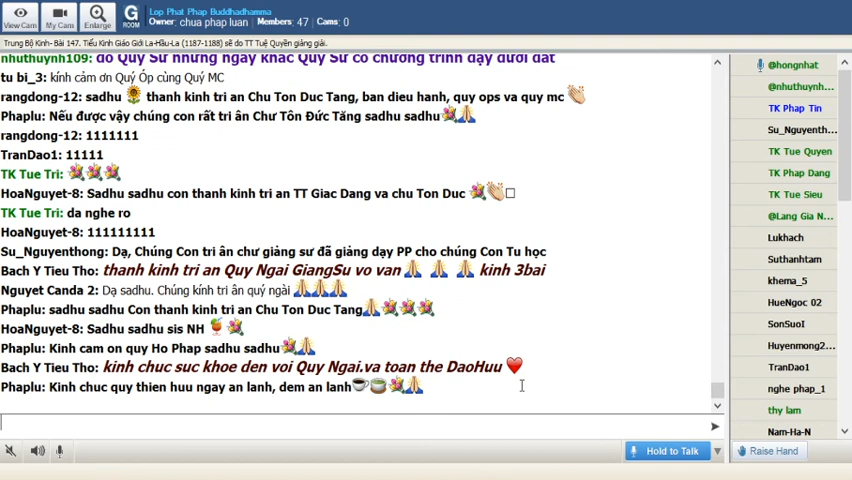 View Cam
My Cam
Enlarge
G
ROOM
Lop Phat Phap Buddhadhamma
Owner: chua phap luan Members: 47 Cams: 0
Trung Bộ Kinh- Bài 147. Tiểu Kinh Giáo Giới La-Hầu-La (1187-1188) sẽ do TT Tuệ Quyền giảng giải.
nhuthuynh109: do Quý Sư những ngày khác Quý Sư có chương trình dạy dưới đất
tu bi_3: kính cảm ơn Quý Óp cùng Quý MC
rangdong-12: sadhu 🌻 thanh kinh tri an Chu Ton Duc Tang, ban dieu hanh, quy ops va quy mc 👏
Phaplu: Nếu được vậy chúng con rất tri ân Chư Tôn Đức Tăng sadhu sadhu💐🙏
rangdong-12: 1111111
TranDao1: 11111
TK Tue Tri: 💐💐💐
HoaNguyet-8: Sadhu sadhu con thanh kinh tri an TT Giac Dang va chu Ton Duc 💐👏□
TK Tue Tri: da nghe ro
HoaNguyet-8: 111111111
Su_Nguyenthong: Dạ, Chúng Con tri ân chư giảng sư đã giảng dạy PP cho chúng Con Tu học
Bach Y Tieu Tho: thanh kinh tri an Quy Ngai GiangSu vo van 🙏 🙏 🙏 kinh 3bai
Nguyet Canda 2: Dạ sadhu. Chúng kính tri ân quý ngài 🙏🙏🙏
Phaplu: sadhu sadhu Con thanh kinh tri an Chu Ton Duc Tang🙏💐💐💐
HoaNguyet-8: Sadhu sadhu sis NH 🍹💐
Phaplu: Kinh cam on quy Ho Phap sadhu sadhu💐🙏
Bach Y Tieu Tho: kinh chuc suc khoe den voi Quy Ngai.va toan the DaoHuu ❤️
Phaplu: Kinh chuc quy thien huu ngay an lanh, dem an lanh☕🍵💐🙏
Hold to Talk
Raise Hand
@hongnhat
@nhuthuynh...
TK Phap Tin
Su_Nguyenth...
TK Tue Quyen
TK Phap Dang
TK Tue Sieu
@Lang Gia N...
Lukhach
Suthanhtam
khema_5
HueNgoc 02
SonSuoI
Huyenmong2...
TranDao1
nghe phap_1
thy lam
Nam-Ha-N